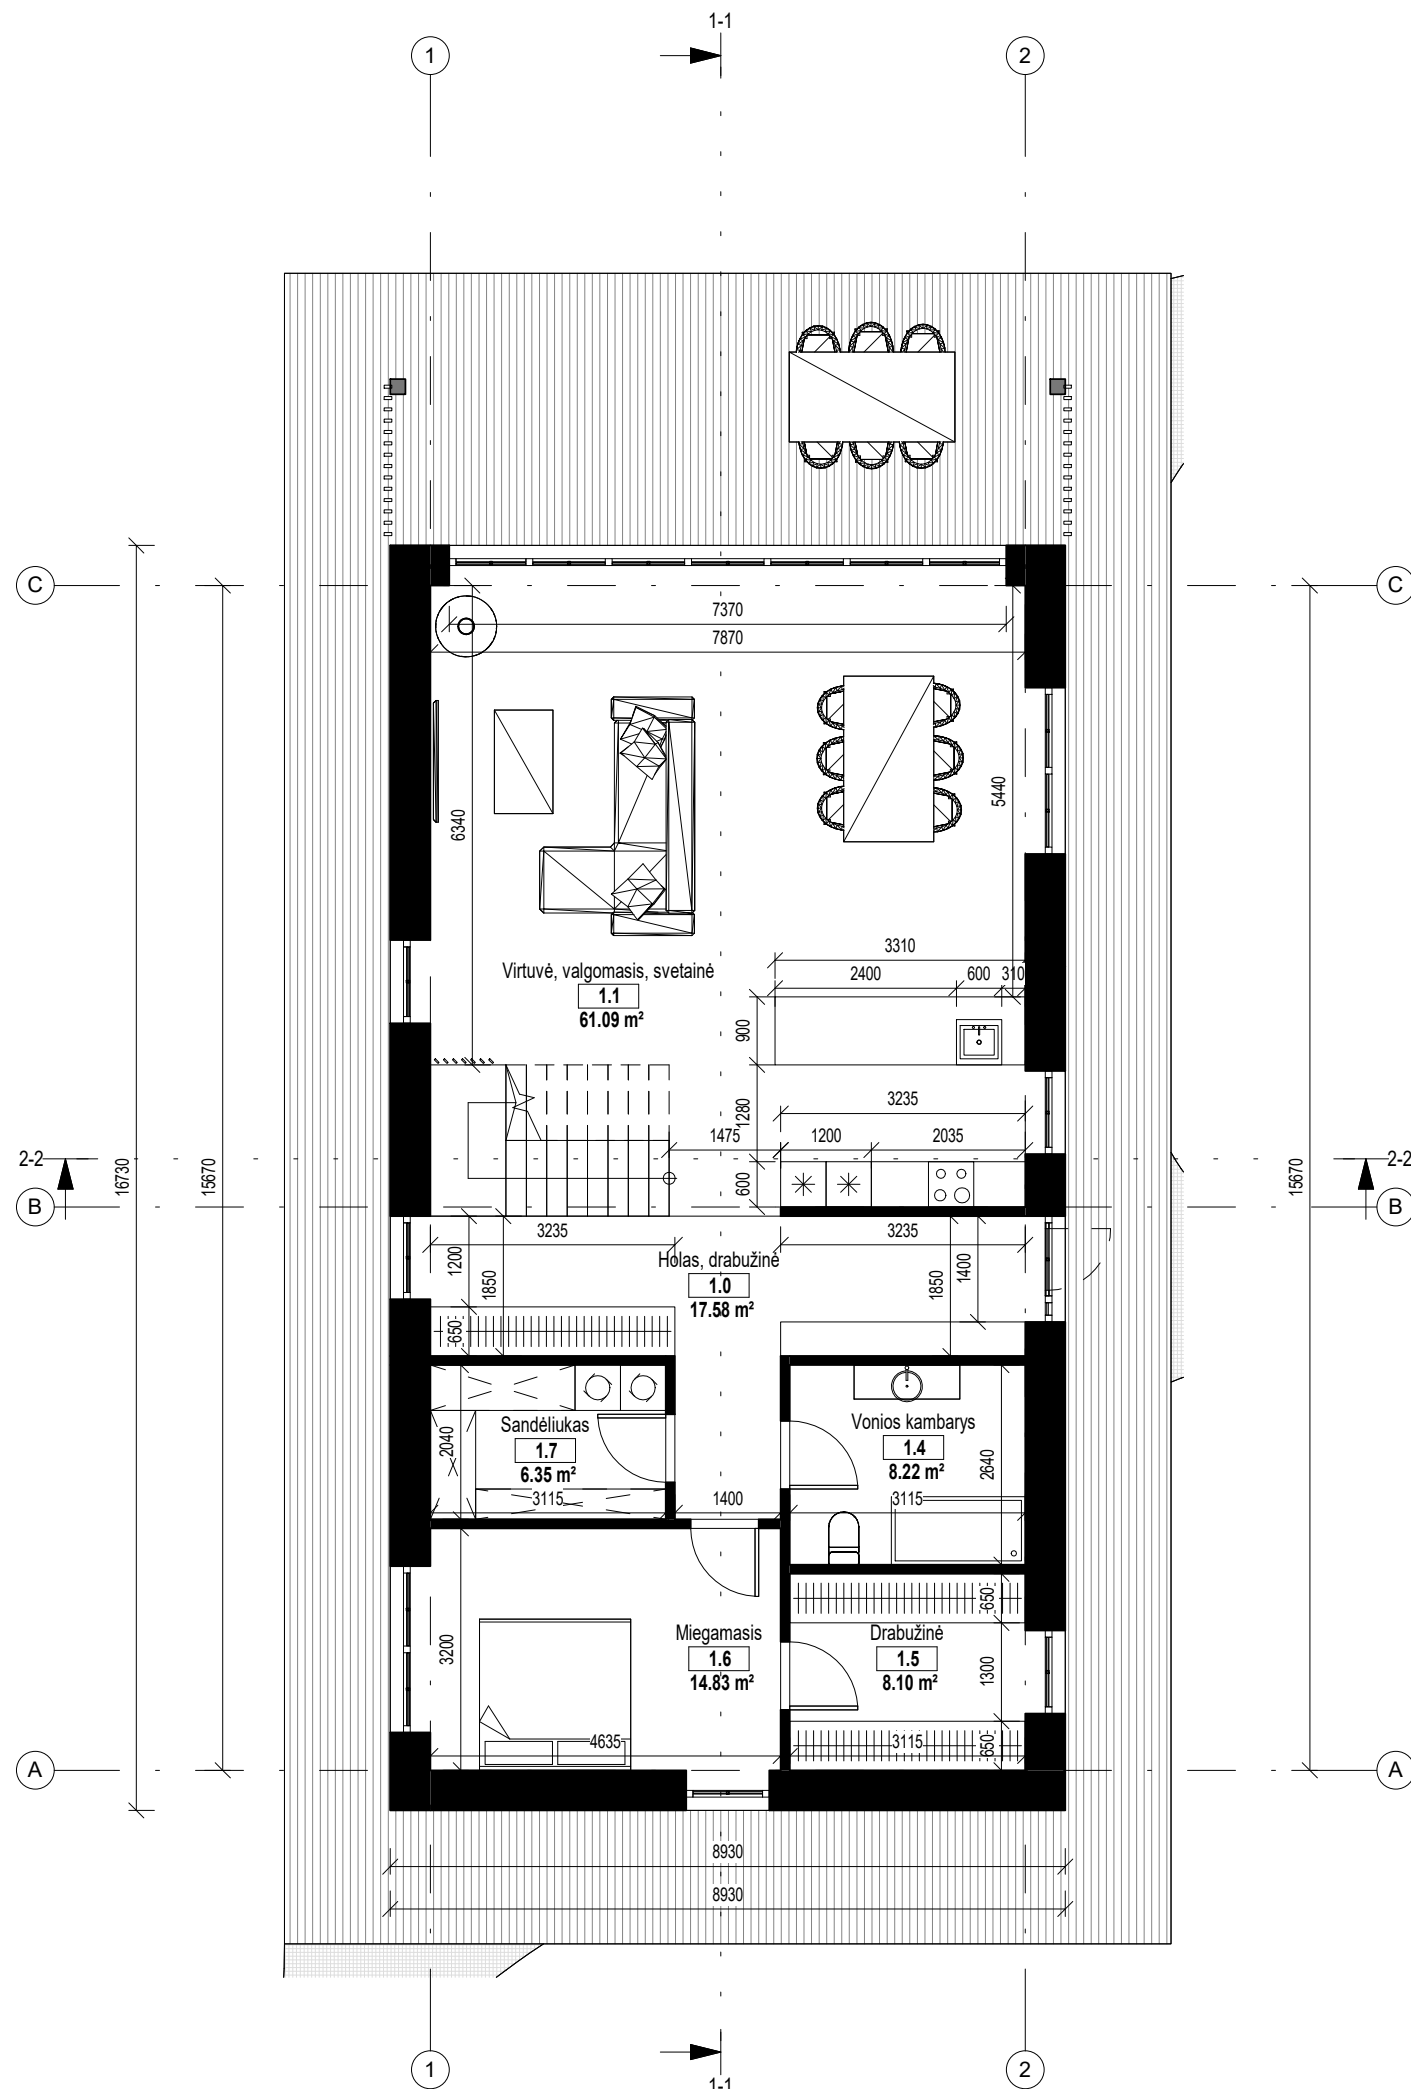 1-1
1
2
C
C
7370
7870
6340
5440
3310
2400
600
310
Virtuvė, valgomasis, svetainė
1.1
61.09 m²
900
1280
3235
1475
1200
2035
600
2-2
2-2
16730
15670
15670
B
B
3235
3235
1200
1850
Holas, drabužinė
1.0
17.58 m²
1850
1400
650
Sandėliukas
1.7
6.35 m²
2040
3115
1400
Vonios kambarys
1.4
8.22 m²
2640
3115
650
Miegamasis
1.6
14.83 m²
3200
4635
Drabužinė
1.5
8.10 m²
1300
3115
650
A
A
8930
8930
1
2
1-1